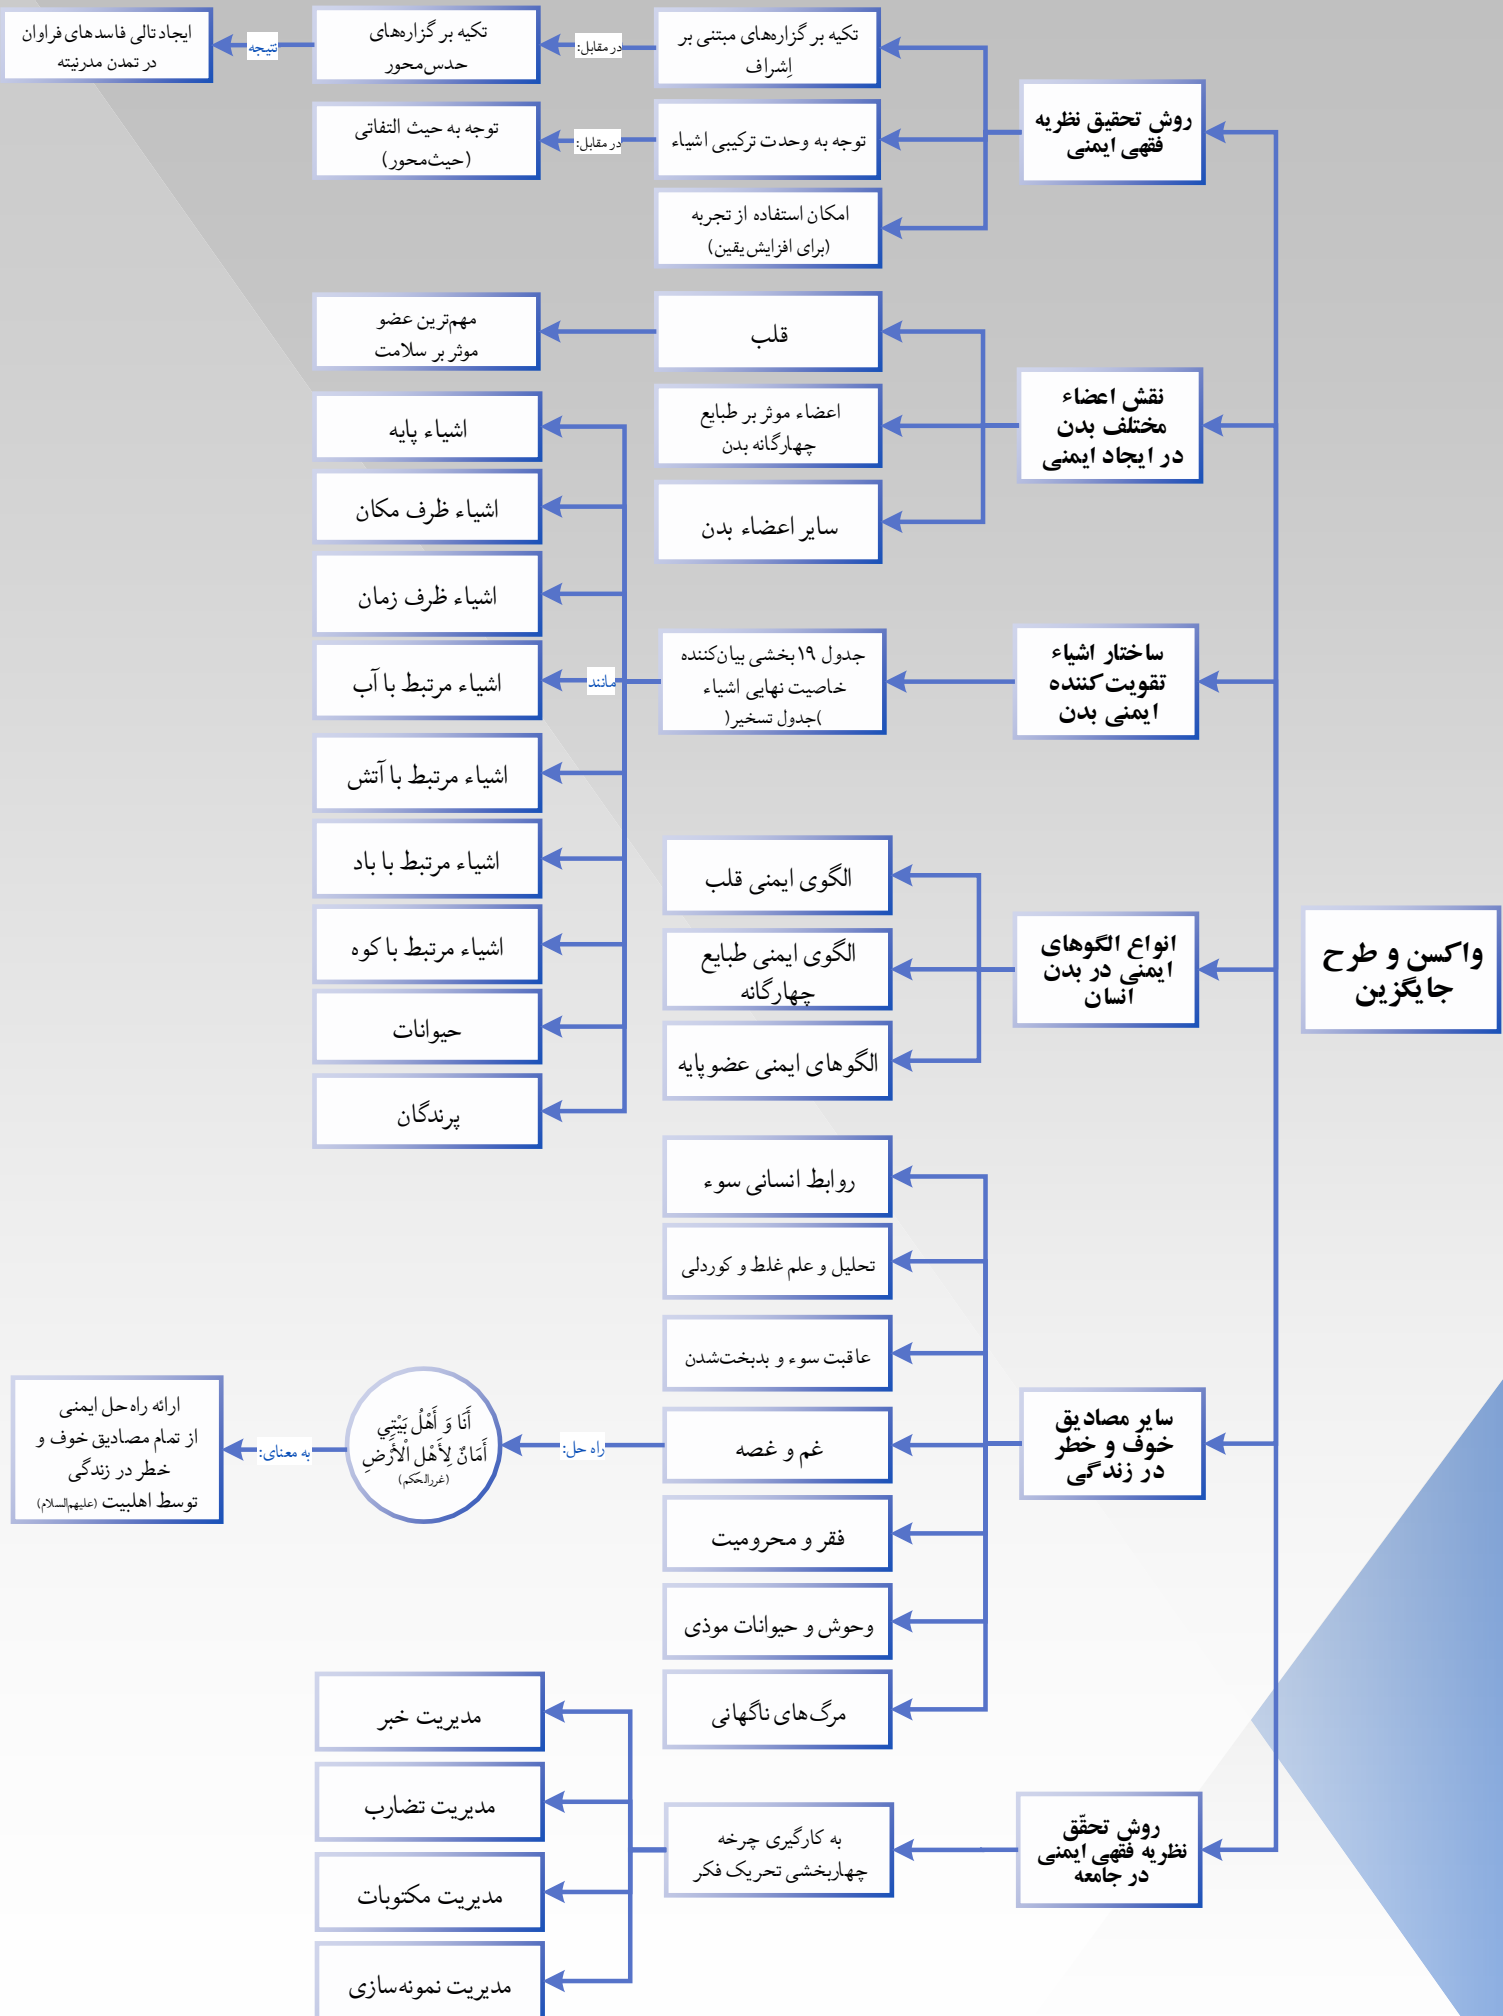 واکسن و طرح
جایگزین
روش تحقیق نظریه
فقهی ایمنی
تکیه بر گزاره‌های مبتنی بر
اِشراف
در مقابل:
تکیه بر گزاره‌های
حدس‌محور
نتیجه
ایجاد تالی فاسدهای فراوان
در تمدن مدرنیته
توجه به وحدت ترکیبی اشیاء
در مقابل:
توجه به حیث التفاتی
(حیث‌محور)
امکان استفاده از تجربه
(برای افزایش یقین)
نقش اعضاء
مختلف بدن
در ایجاد ایمنی
قلب
مهم‌ترین عضو
موثر بر سلامت
اعضاء موثر بر طبایع
چهارگانه بدن
سایر اعضاء بدن
ساختار اشیاء
تقویت کننده
ایمنی بدن
جدول ۱۹بخشی بیان‌کننده
خاصیت نهایی اشیاء
)جدول تسخیر(
مانند
اشیاء پایه
اشیاء ظرف مکان
اشیاء ظرف زمان
اشیاء مرتبط با آب
اشیاء مرتبط با آتش
اشیاء مرتبط با باد
اشیاء مرتبط با کوه
حیوانات
پرندگان
انواع الگوهای
ایمنی در بدن
انسان
الگوی ایمنی قلب
الگوی ایمنی طبایع
چهارگانه
الگوهای ایمنی عضو پایه
سایر مصادیق
خوف و خطر
در زندگی
روابط انسانی سوء
تحلیل و علم غلط و کوردلی
عاقبت سوء و بدبخت‌شدن
غم و غصه
فقر و محرومیت
وحوش و حیوانات موذی
مرگ‌های ناگهانی
راه حل:
أَنَا وَ أَهْلُ بَيْتِي
أَمَانٌ لِأَهْلِ الْأَرْضِ
(غررالحکم)
به معنای:
ارائه راه حل ایمنی
از تمام مصادیق خوف و
خطر در زندگی
توسط اهلبیت (علیهم‌السلام)
روش تحقّق
نظریه فقهی ایمنی
در جامعه
به کارگیری چرخه
چهاربخشی تحریک فکر
مدیریت خبر
مدیریت تضارب
مدیریت مکتوبات
مدیریت نمونه‌سازی